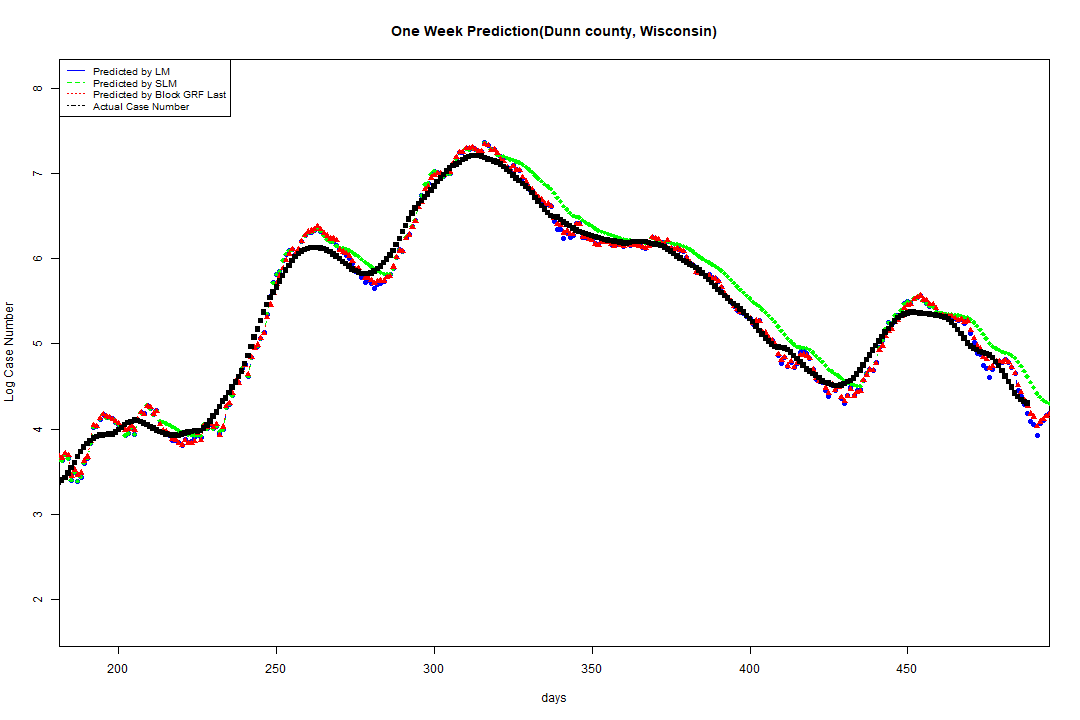 One Week Prediction(Dunn county, Wisconsin)
Predicted by LM
Predicted by SLM
Predicted by Block GRF Last
Actual Case Number
8
7
6
5
4
3
2
Log Case Number
200 250 300 350 400 450
days